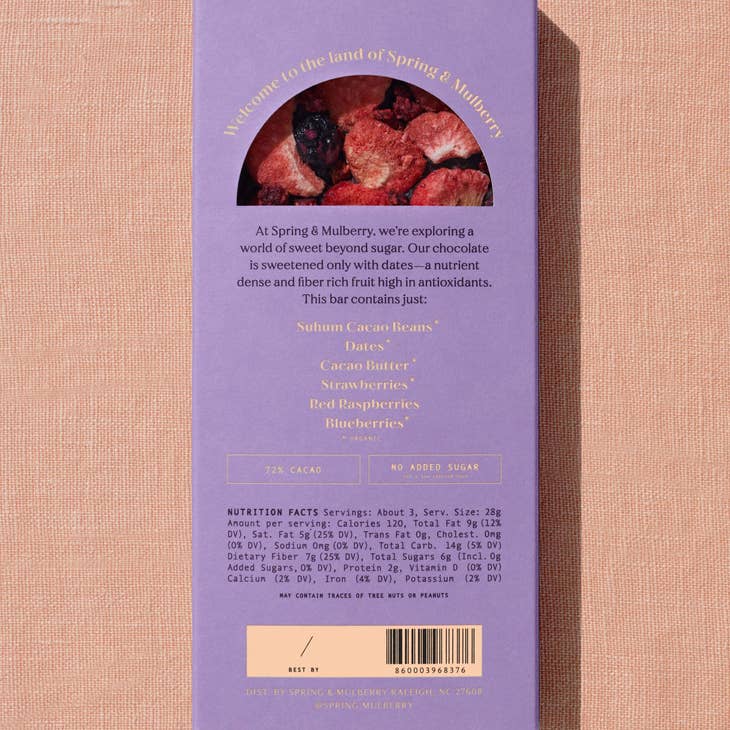 Welcome to the land of Spring & Mulberry
At Spring & Mulberry, we're exploring a
world of sweet beyond sugar. Our chocolate
is sweetened only with dates—a nutrient
dense and fiber rich fruit high in antioxidants.
This bar contains just:
Suhum Cacao Beans*
Dates*
Cacao Butter*
Strawberries*
Red Raspberries
Blueberries*
* ORGANIC
72% CACAO
NO ADDED SUGAR
NUTRITION FACTS Servings: About 3, Serv. Size: 28g
Amount per serving: Calories 120, Total Fat 9g (12%
DV), Sat. Fat 5g (25% DV), Trans Fat 0g, Cholest. 0mg
(0% DV), Sodium 0mg (0% DV), Total Carb. 14g (5% DV)
Dietary Fiber 7g (25% DV), Total Sugars 6g (Incl. 0g
Added Sugars, 0% DV), Protein 2g, Vitamin D (0% DV)
Calcium (2% DV), Iron (4% DV), Potassium (2% DV)
MAY CONTAIN TRACES OF TREE NUTS OR PEANUTS
/
BEST BY
860003968376
DIST. BY SPRING & MULBERRY RALEIGH, NC 27608
@SPRING.MULBERRY